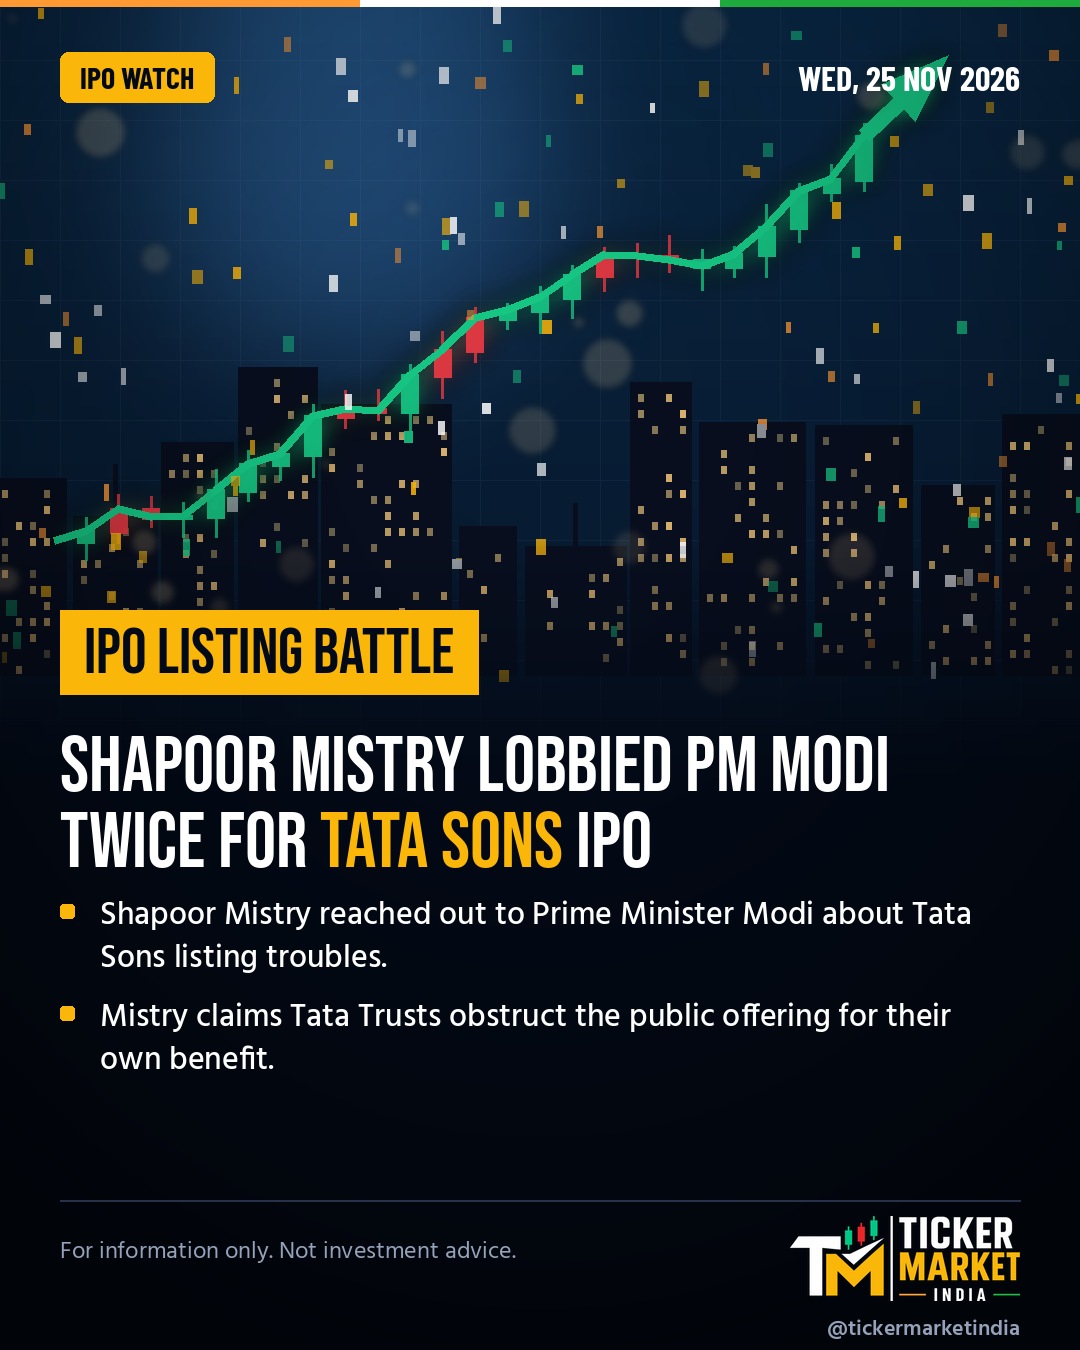 IPO WATCH
WED, 25 NOV 2026
IPO LISTING BATTLE
SHAPOOR MISTRY LOBBIED PM MODI
TWICE FOR TATA SONS IPO
Shapoor Mistry reached out to Prime Minister Modi about Tata
Sons listing troubles.
Mistry claims Tata Trusts obstruct the public offering for their
own benefit.
For information only. Not investment advice.
TM
TICKER
MARKET
INDIA
@tickermarketindia